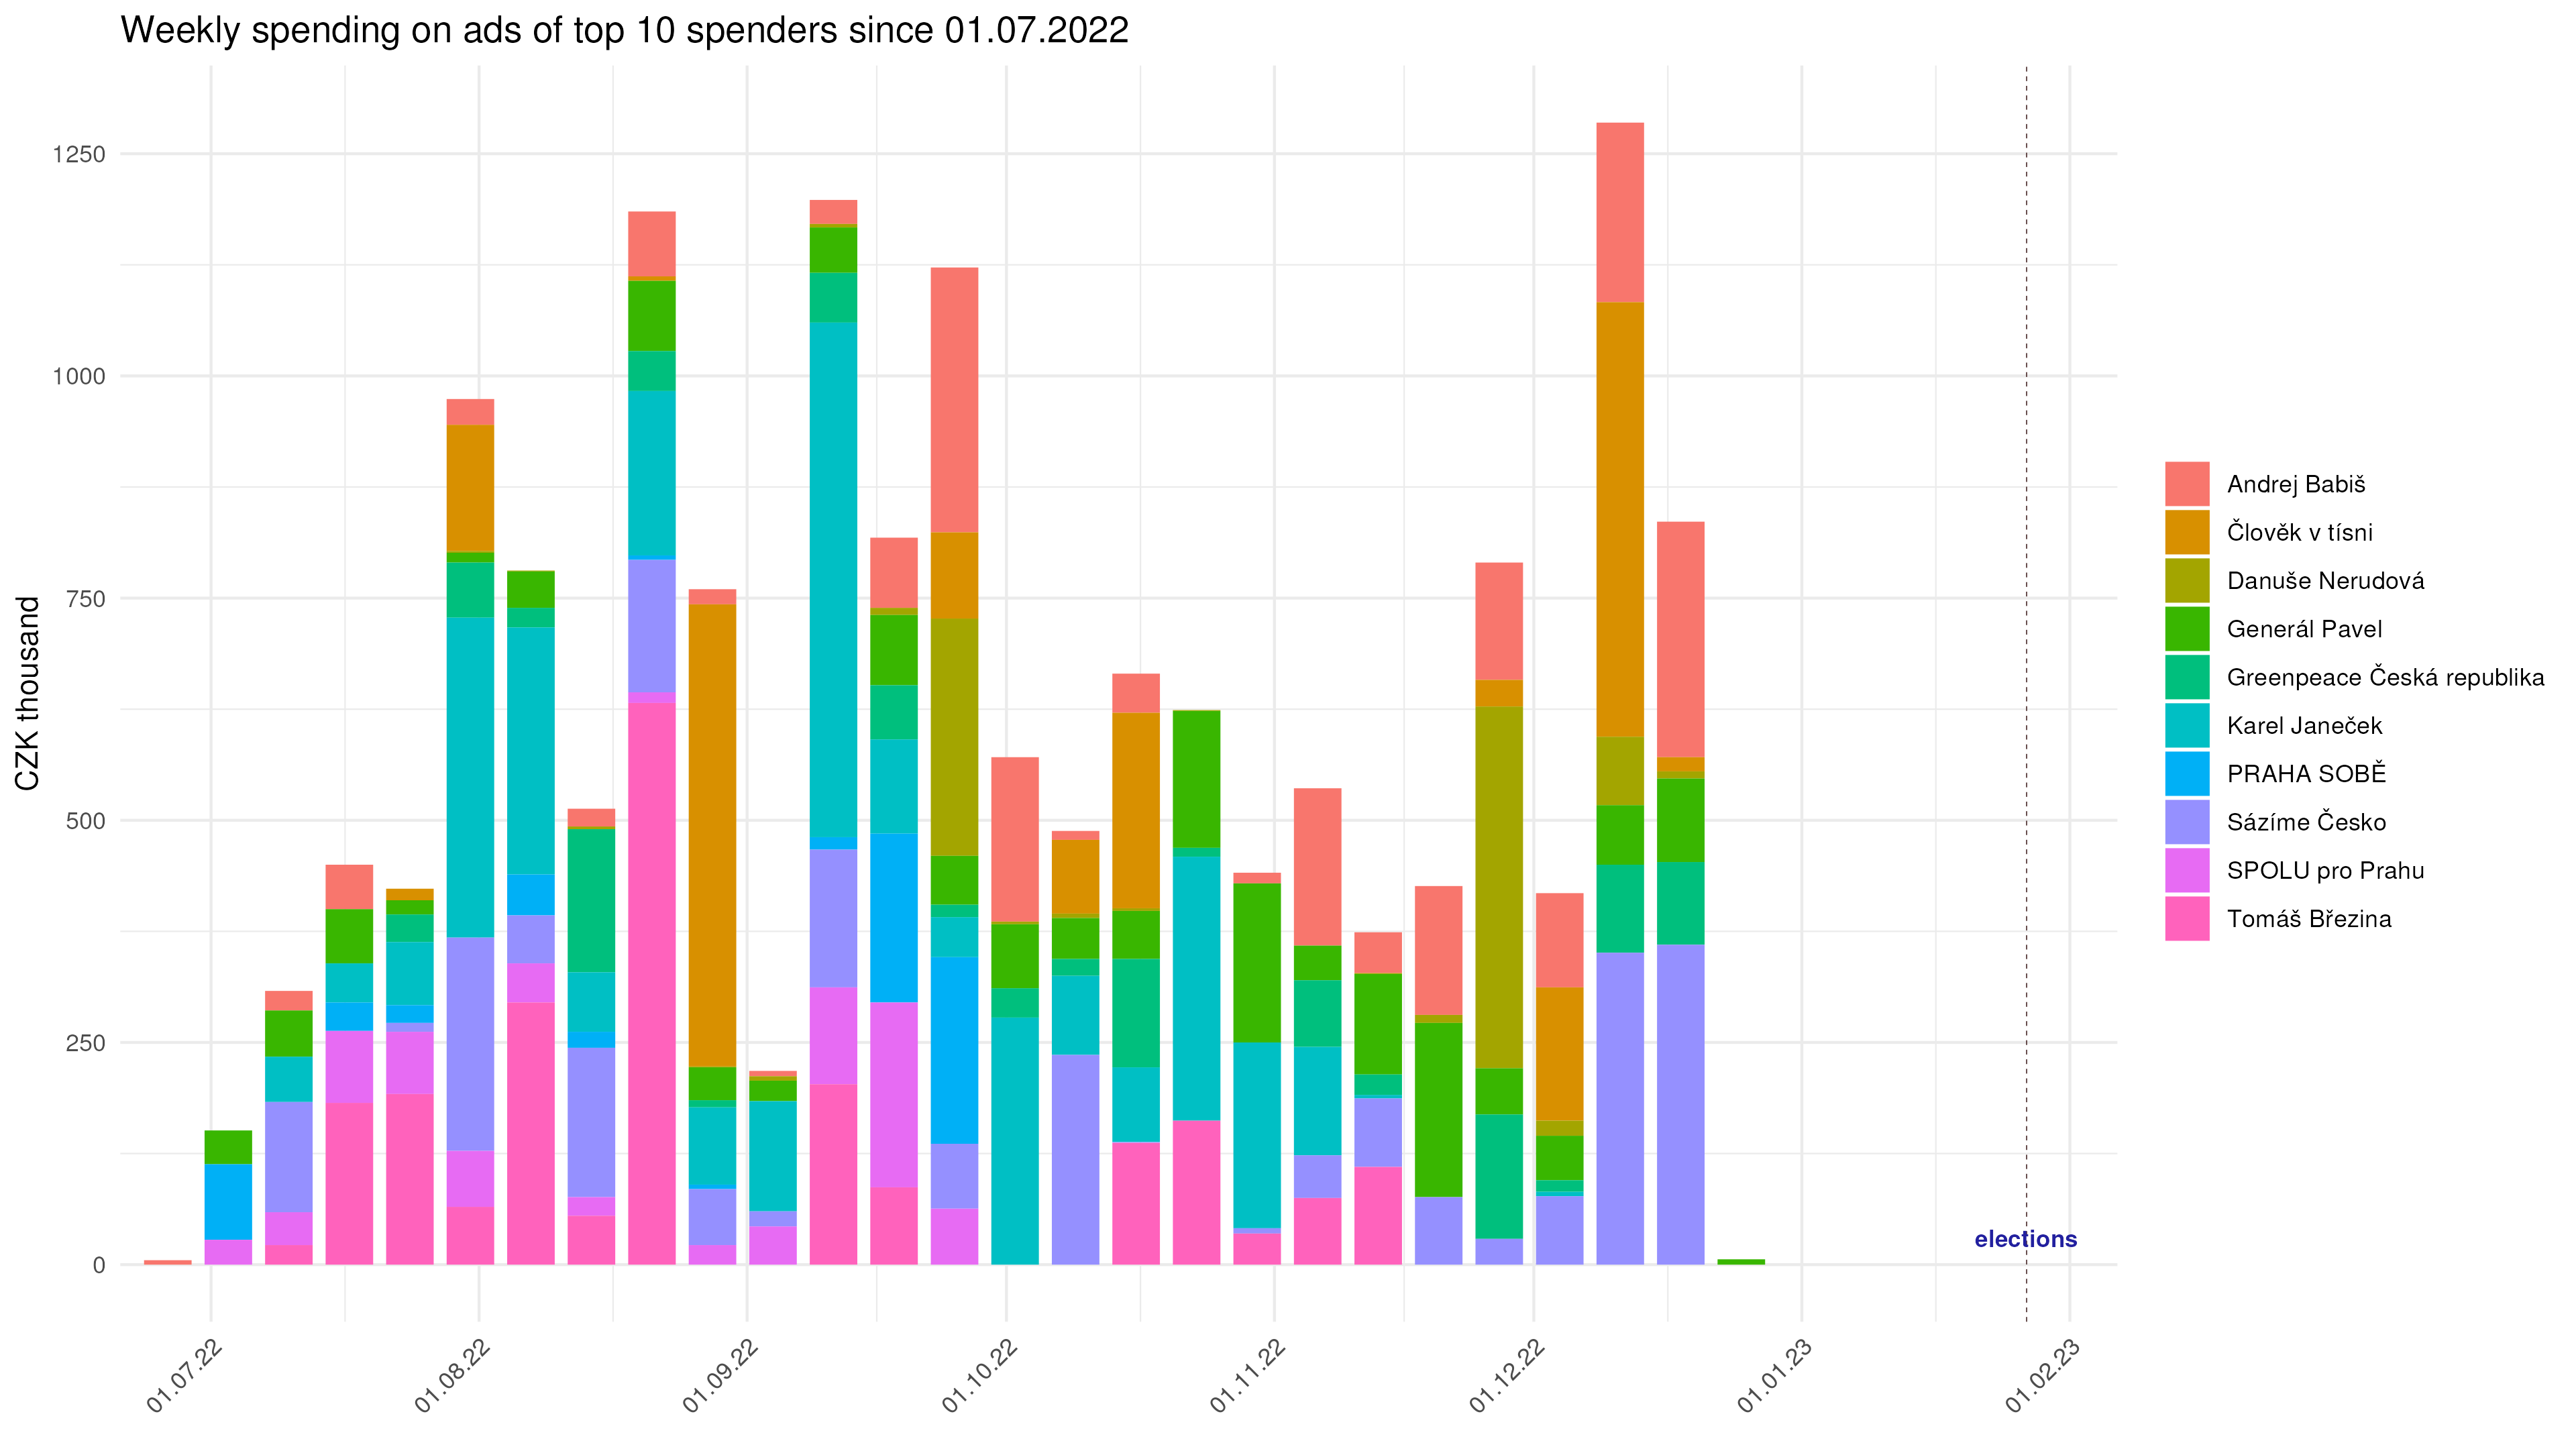 Weekly spending on ads of top 10 spenders since 01.07.2022
CZK thousand
1250
1000
750
500
250
0
01.07.22
01.08.22
01.09.22
01.10.22
01.11.22
01.12.22
01.01.23
01.02.23
elections
Andrej Babiš
Člověk v tísni
Danuše Nerudová
Generál Pavel
Greenpeace Česká republika
Karel Janeček
PRAHA SOBĚ
Sázíme Česko
SPOLU pro Prahu
Tomáš Březina